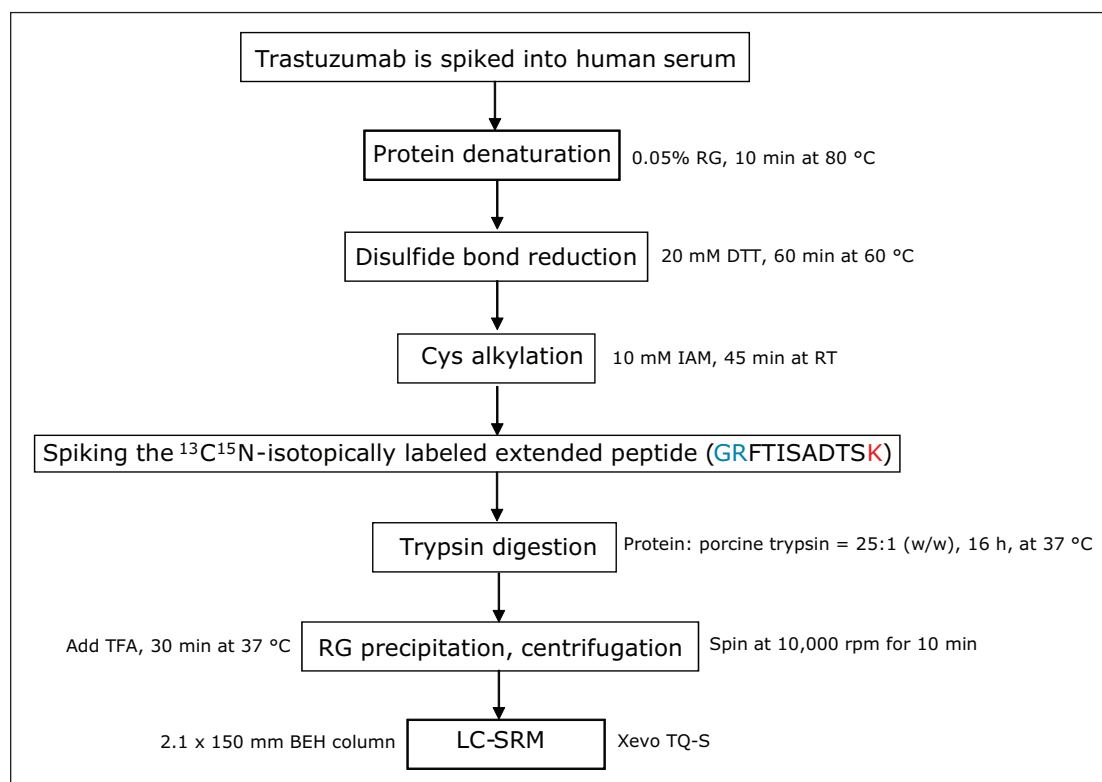 Trastuzumab is spiked into human serum
Protein denaturation
0.05% RG, 10 min at 80 °C
Disulfide bond reduction
20 mM DTT, 60 min at 60 °C
Cys alkylation
10 mM IAM, 45 min at RT
Spiking the ¹³C¹⁵N-isotopically labeled extended peptide (GRFTISADTSK)
Trypsin digestion
Protein: porcine trypsin = 25:1 (w/w), 16 h, at 37 °C
Add TFA, 30 min at 37 °C
RG precipitation, centrifugation
Spin at 10,000 rpm for 10 min
2.1 x 150 mm BEH column
LC-SRM
Xevo TQ-S